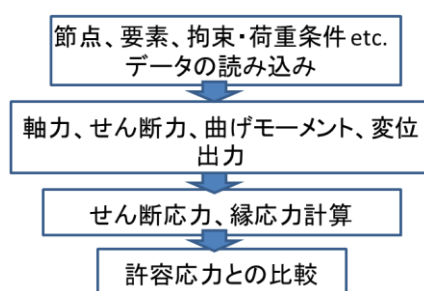 節点、要素、拘束・荷重条件 etc.
データの読み込み
軸力、せん断力、曲げモーメント、変位
出力
せん断応力、縁応力計算
許容応力との比較